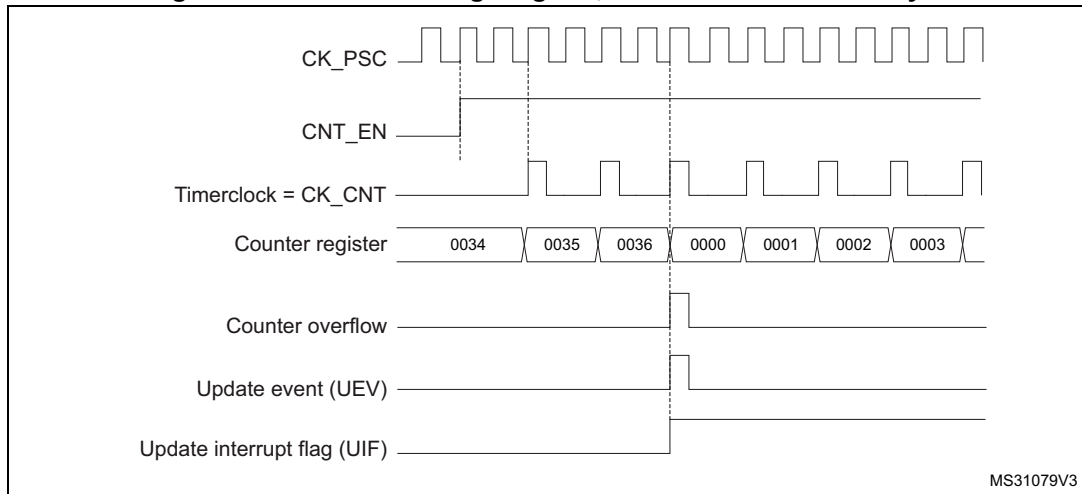 CK_PSC
CNT_EN
Timerclock = CK_CNT
Counter register 0034 0035 0036 0000 0001 0002 0003
Counter overflow
Update event (UEV)
Update interrupt flag (UIF)
MS31079V3